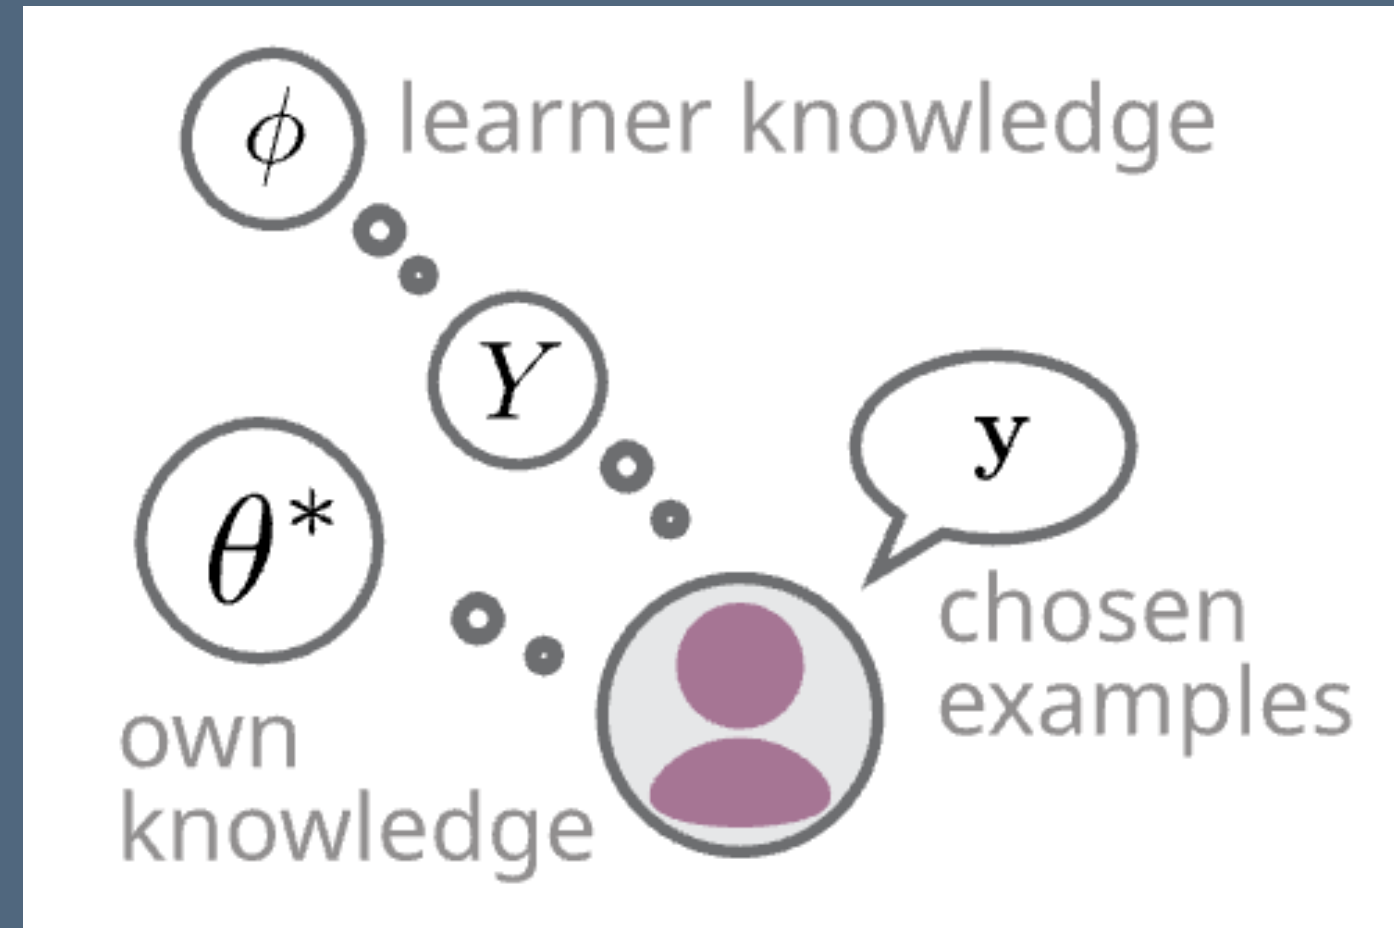 ϕ learner knowledge
Y
y
θ*
chosen
examples
own
knowledge